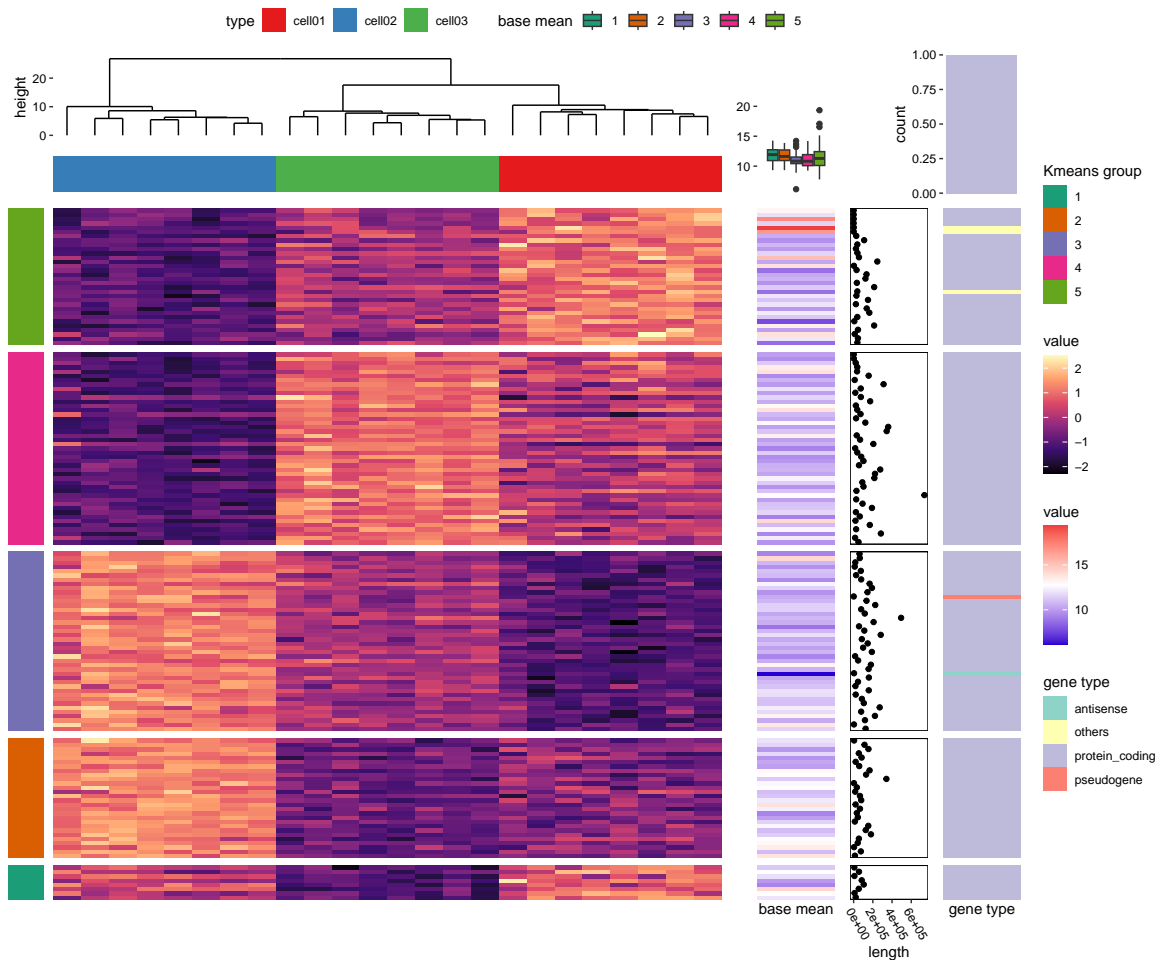 type cell01 cell02 cell03 base mean 1 2 3 4 5
height
20
10
0
20
15
10
count
1.00
0.75
0.50
0.25
0.00
Kmeans group
1
2
3
4
5
value
2
1
0
−1
−2
value
15
10
gene type
antisense
others
protein_coding
pseudogene
base mean
0e+00
2e+05
4e+05
6e+05
length
gene type